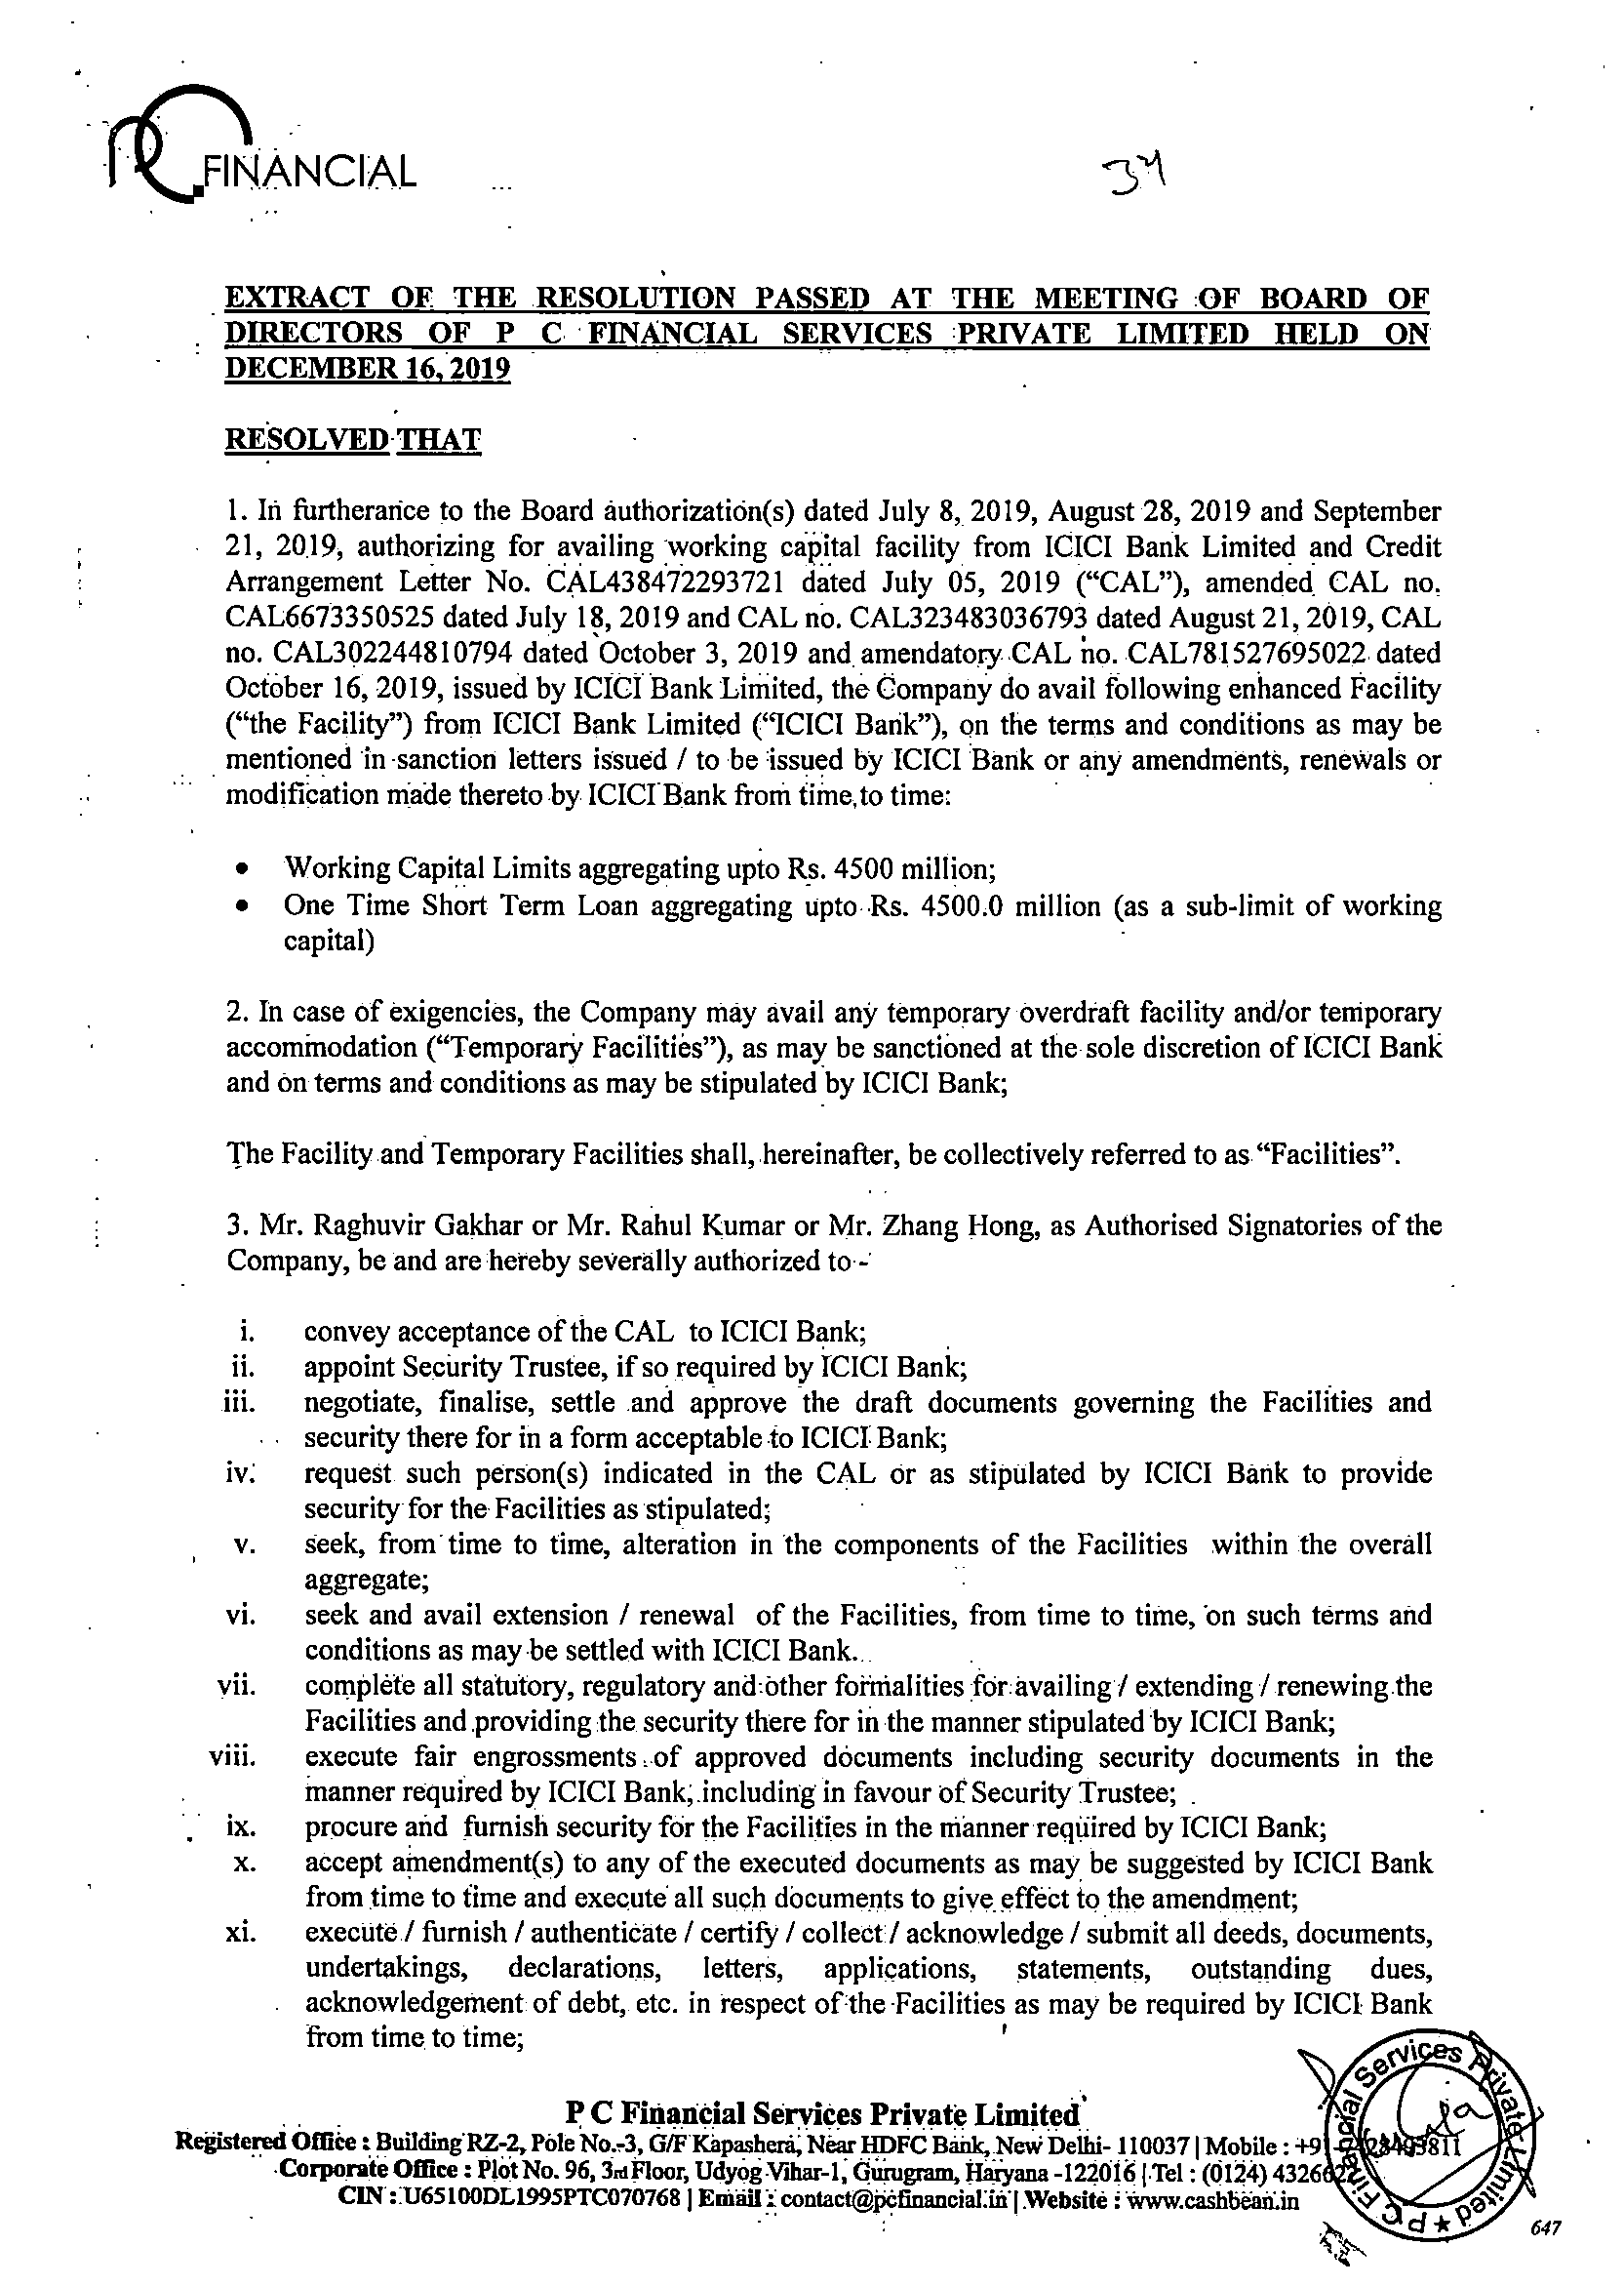 PC FINANCIAL
34
EXTRACT OF THE RESOLUTION PASSED AT THE MEETING OF BOARD OF
DIRECTORS OF P C FINANCIAL SERVICES PRIVATE LIMITED HELD ON
DECEMBER 16, 2019
RESOLVED THAT
1. In furtherance to the Board authorization(s) dated July 8, 2019, August 28, 2019 and September
21, 2019, authorizing for availing working capital facility from ICICI Bank Limited and Credit
Arrangement Letter No. CAL438472293721 dated July 05, 2019 (“CAL”), amended CAL no.
CAL6673350525 dated July 18, 2019 and CAL no. CAL323483036793 dated August 21, 2019, CAL
no. CAL302244810794 dated October 3, 2019 and amendatory CAL no. CAL781527695022 dated
October 16, 2019, issued by ICICI Bank Limited, the Company do avail following enhanced Facility
(“the Facility”) from ICICI Bank Limited (“ICICI Bank”), on the terms and conditions as may be
mentioned in sanction letters issued / to be issued by ICICI Bank or any amendments, renewals or
modification made thereto by ICICI Bank from time to time:
• Working Capital Limits aggregating upto Rs. 4500 million;
• One Time Short Term Loan aggregating upto Rs. 4500.0 million (as a sub-limit of working
capital)
2. In case of exigencies, the Company may avail any temporary overdraft facility and/or temporary
accommodation (“Temporary Facilities”), as may be sanctioned at the sole discretion of ICICI Bank
and on terms and conditions as may be stipulated by ICICI Bank;
The Facility and Temporary Facilities shall, hereinafter, be collectively referred to as “Facilities”.
3. Mr. Raghuvir Gakhar or Mr. Rahul Kumar or Mr. Zhang Hong, as Authorised Signatories of the
Company, be and are hereby severally authorized to -
i. convey acceptance of the CAL to ICICI Bank;
ii. appoint Security Trustee, if so required by ICICI Bank;
iii. negotiate, finalise, settle and approve the draft documents governing the Facilities and
security there for in a form acceptable to ICICI Bank;
iv. request such person(s) indicated in the CAL or as stipulated by ICICI Bank to provide
security for the Facilities as stipulated;
v. seek, from time to time, alteration in the components of the Facilities within the overall
aggregate;
vi. seek and avail extension / renewal of the Facilities, from time to time, on such terms and
conditions as may be settled with ICICI Bank.
vii. complete all statutory, regulatory and other formalities for availing / extending / renewing the
Facilities and providing the security there for in the manner stipulated by ICICI Bank;
viii. execute fair engrossments of approved documents including security documents in the
manner required by ICICI Bank, including in favour of Security Trustee;
ix. procure and furnish security for the Facilities in the manner required by ICICI Bank;
x. accept amendment(s) to any of the executed documents as may be suggested by ICICI Bank
from time to time and execute all such documents to give effect to the amendment;
xi. execute / furnish / authenticate / certify / collect / acknowledge / submit all deeds, documents,
undertakings, declarations, letters, applications, statements, outstanding dues,
acknowledgement of debt, etc. in respect of the Facilities as may be required by ICICI Bank
from time to time;
P C Financial Services Private Limited
Registered Office : Building RZ-2, Pole No.-3, G/F Kapashera, Near HDFC Bank, New Delhi- 110037 | Mobile : +91
Corporate Office : Plot No. 96, 3rd Floor, Udyog Vihar-1, Gurugram, Haryana -122016 | Tel : (0124)
CIN : U65100DL1995PTC070768 | Email : contact@pcfinancial.in | Website : www.cashbean.in
PC Financial Services Private Limited ★
647